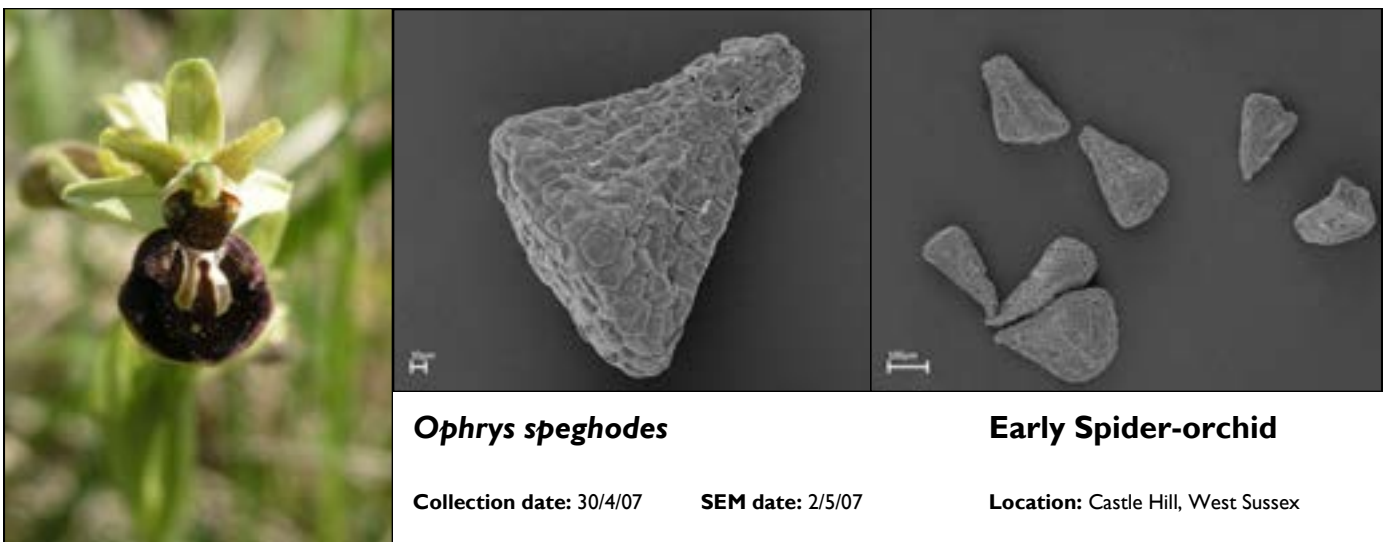 Ophrys speghodes
Early Spider-orchid
Collection date: 30/4/07 SEM date: 2/5/07 Location: Castle Hill, West Sussex